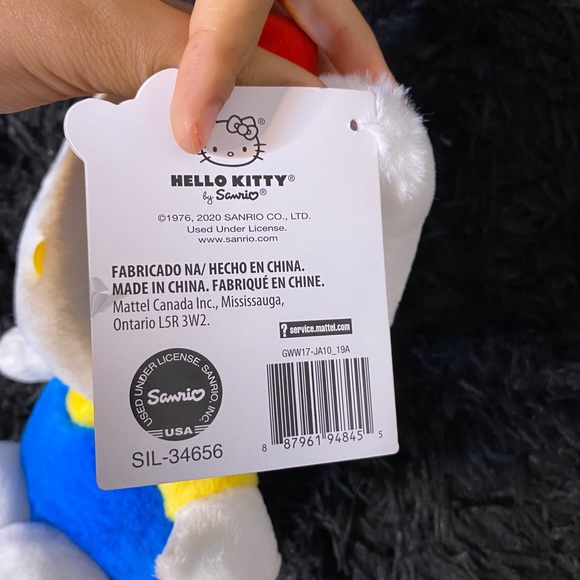 HELLO KITTY®
by Sanrio®
©1976, 2020 SANRIO CO., LTD.
Used Under License.
www.sanrio.com
FABRICADO NA/ HECHO EN CHINA.
MADE IN CHINA. FABRIQUÉ EN CHINE.
Mattel Canada Inc., Mississauga,
Ontario L5R 3W2.
? service.mattel.com
GWW17-JA10_19A
USED UNDER LICENSE SANRIO, INC.
Sanrio
USA
SIL-34656
8 87961 94845 5